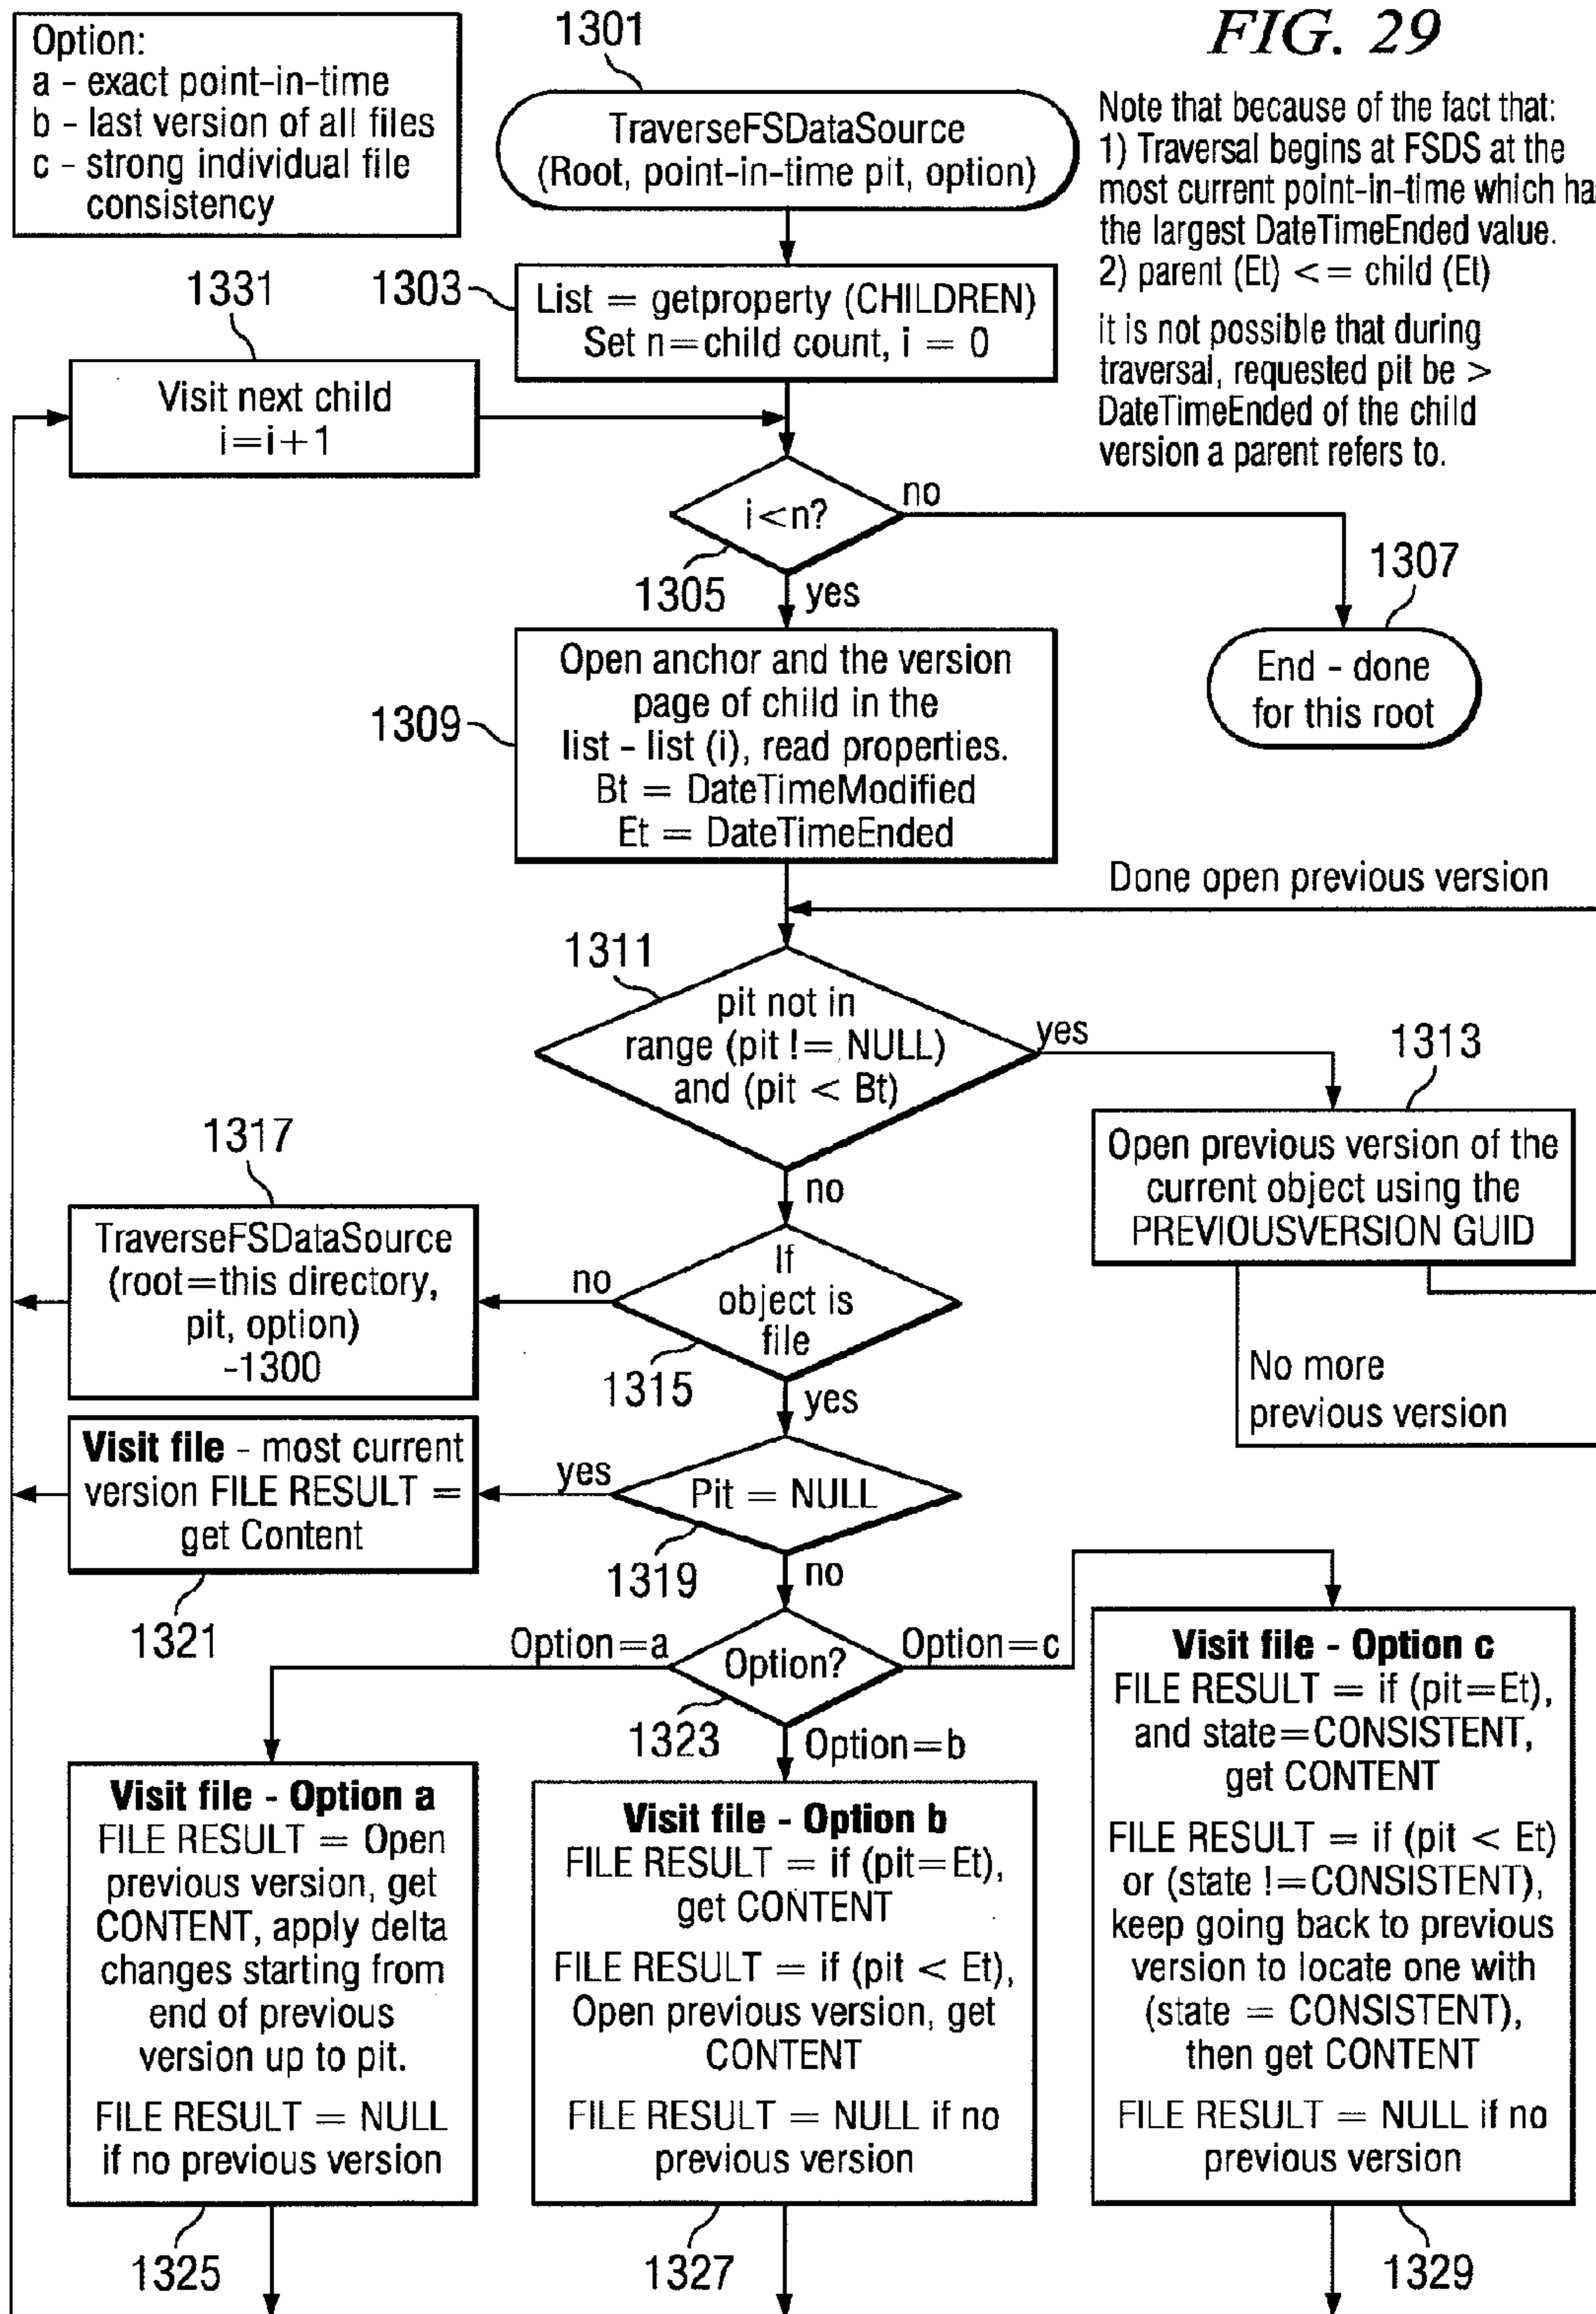 FIG. 29
Option:
a - exact point-in-time
b - last version of all files
c - strong individual file
consistency
1301
TraverseFSDataSource
(Root, point-in-time pit, option)
Note that because of the fact that:
1) Traversal begins at FSDS at the
most current point-in-time which ha
the largest DateTimeEnded value.
2) parent (Et) <= child (Et)
it is not possible that during
traversal, requested pit be >
DateTimeEnded of the child
version a parent refers to.
1303
List = getproperty (CHILDREN)
Set n=child count, i = 0
1331
Visit next child
i=i+1
i<n?
no
1305
yes
1307
End - done
for this root
1309
Open anchor and the version
page of child in the
list - list (i), read properties.
Bt = DateTimeModified
Et = DateTimeEnded
Done open previous version
1311
pit not in
range (pit != NULL)
and (pit < Bt)
yes
no
1313
Open previous version of the
current object using the
PREVIOUSVERSION GUID
No more
previous version
1317
TraverseFSDataSource
(root=this directory,
pit, option)
-1300
no
If
object is
file
1315
yes
Visit file - most current
version FILE RESULT =
get Content
1321
yes
Pit = NULL
1319
no
Option=a
Option?
Option=c
1323
Option=b
Visit file - Option a
FILE RESULT = Open
previous version, get
CONTENT, apply delta
changes starting from
end of previous
version up to pit.
FILE RESULT = NULL
if no previous version
1325
Visit file - Option b
FILE RESULT = if (pit=Et),
get CONTENT
FILE RESULT = if (pit < Et),
Open previous version, get
CONTENT
FILE RESULT = NULL if no
previous version
1327
Visit file - Option c
FILE RESULT = if (pit=Et),
and state=CONSISTENT,
get CONTENT
FILE RESULT = if (pit < Et)
or (state !=CONSISTENT),
keep going back to previous
version to locate one with
(state = CONSISTENT),
then get CONTENT
FILE RESULT = NULL if no
previous version
1329